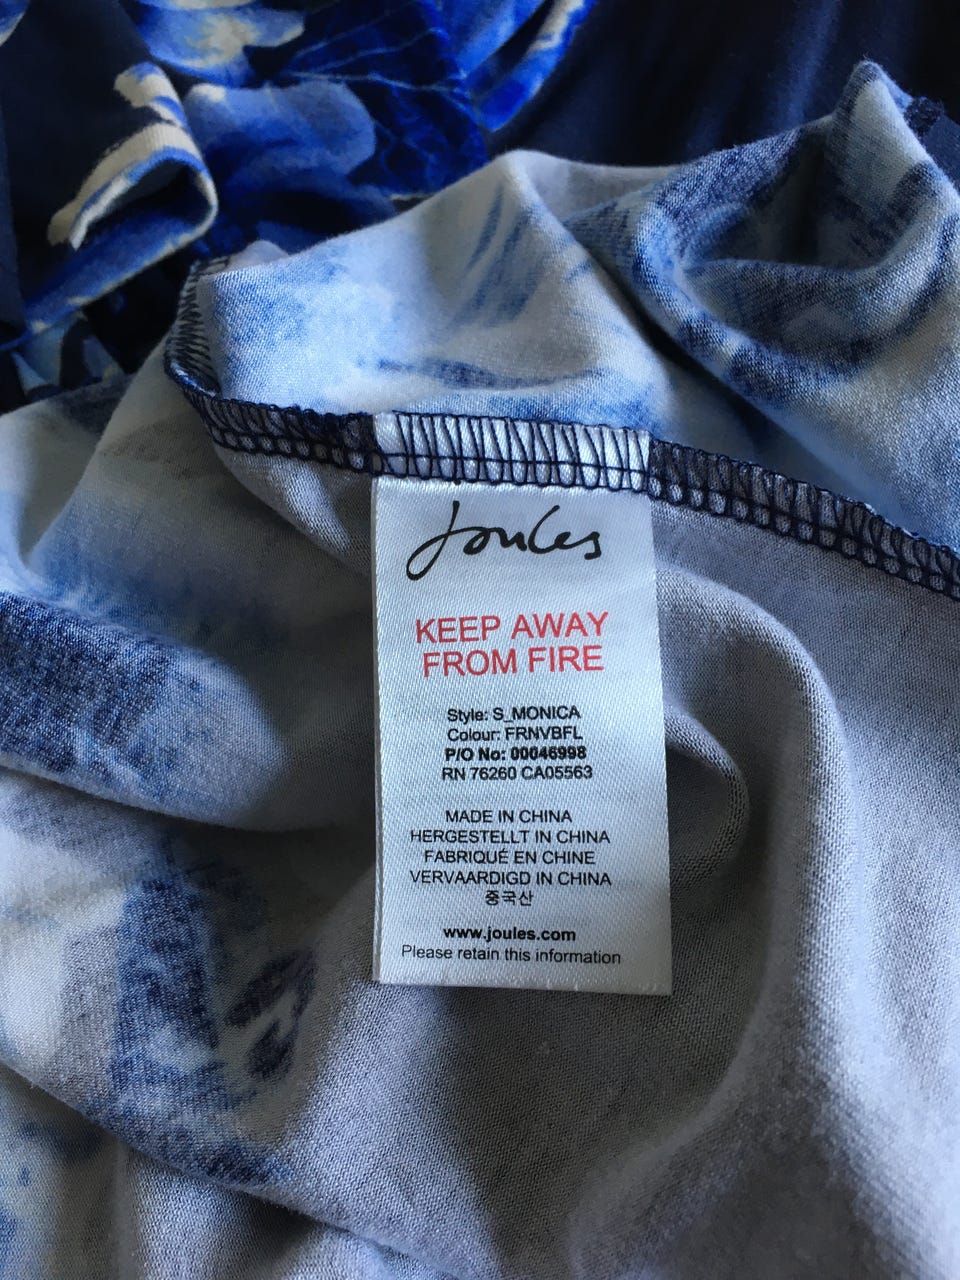 Joules
KEEP AWAY
FROM FIRE
Style: S_MONICA
Colour: FRNVBFL
P/O No: 00046998
RN 76260 CA05563
MADE IN CHINA
HERGESTELLT IN CHINA
FABRIQUÉ EN CHINE
VERVAARDIGD IN CHINA
중국산
www.joules.com
Please retain this information